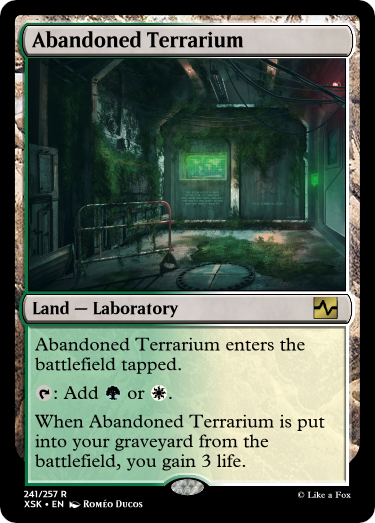 Abandoned Terrarium
Land — Laboratory
Abandoned Terrarium enters the
battlefield tapped.
: Add or .
When Abandoned Terrarium is put
into your graveyard from the
battlefield, you gain 3 life.
241/257 R
XSK • EN Roméo Ducos
© Like a Fox